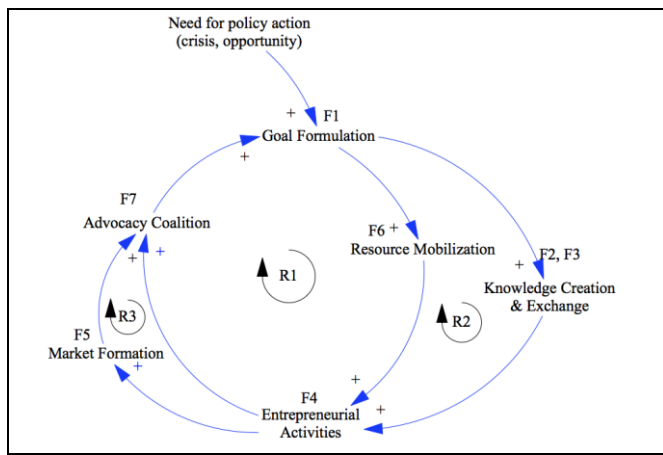 Need for policy action
(crisis, opportunity)
+
F1
Goal Formulation
+
F7
Advocacy Coalition
+
+
F6
+
Resource Mobilization
F2, F3
+
Knowledge Creation
& Exchange
R1
R3
R2
F5
Market Formation
+
+
+
F4
Entrepreneurial
Activities